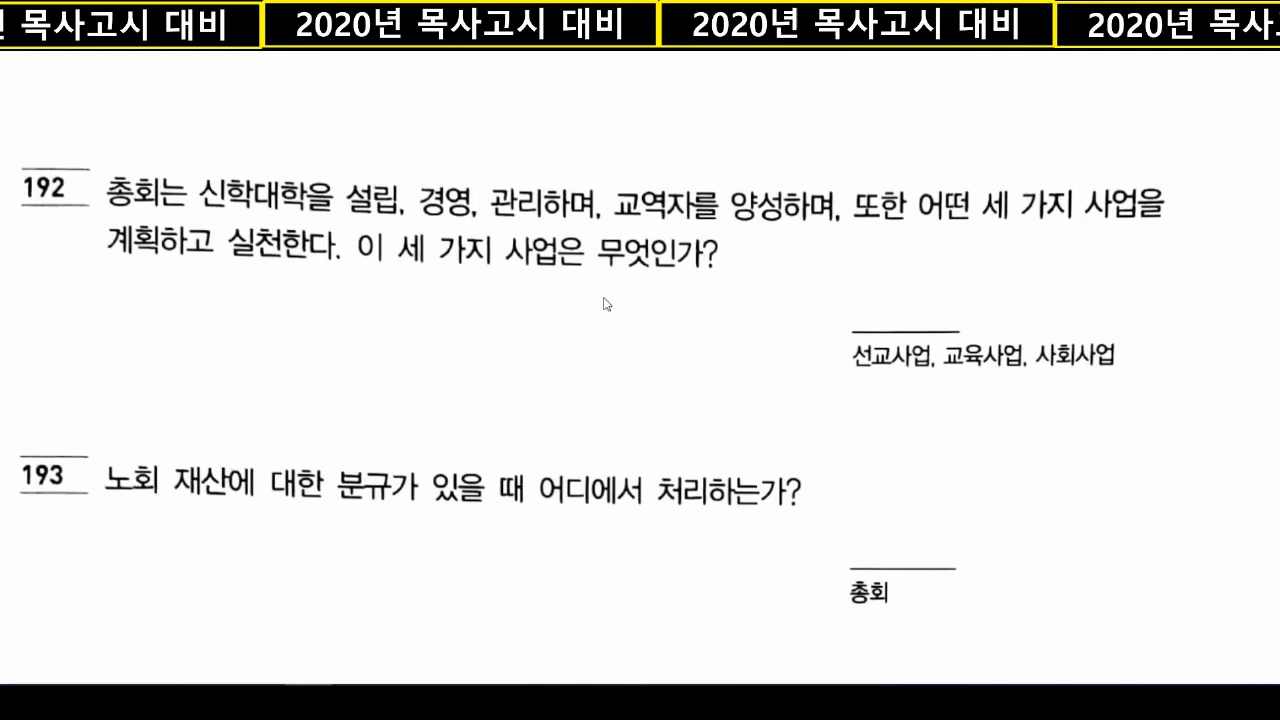 년 목사고시 대비 2020년 목사고시 대비 2020년 목사고시 대비 2020년 목사고
192 총회는 신학대학을 설립, 경영, 관리하며, 교역자를 양성하며, 또한 어떤 세 가지 사업을
계획하고 실천한다. 이 세 가지 사업은 무엇인가?
선교사업, 교육사업, 사회사업
193 노회 재산에 대한 분규가 있을 때 어디에서 처리하는가?
총회